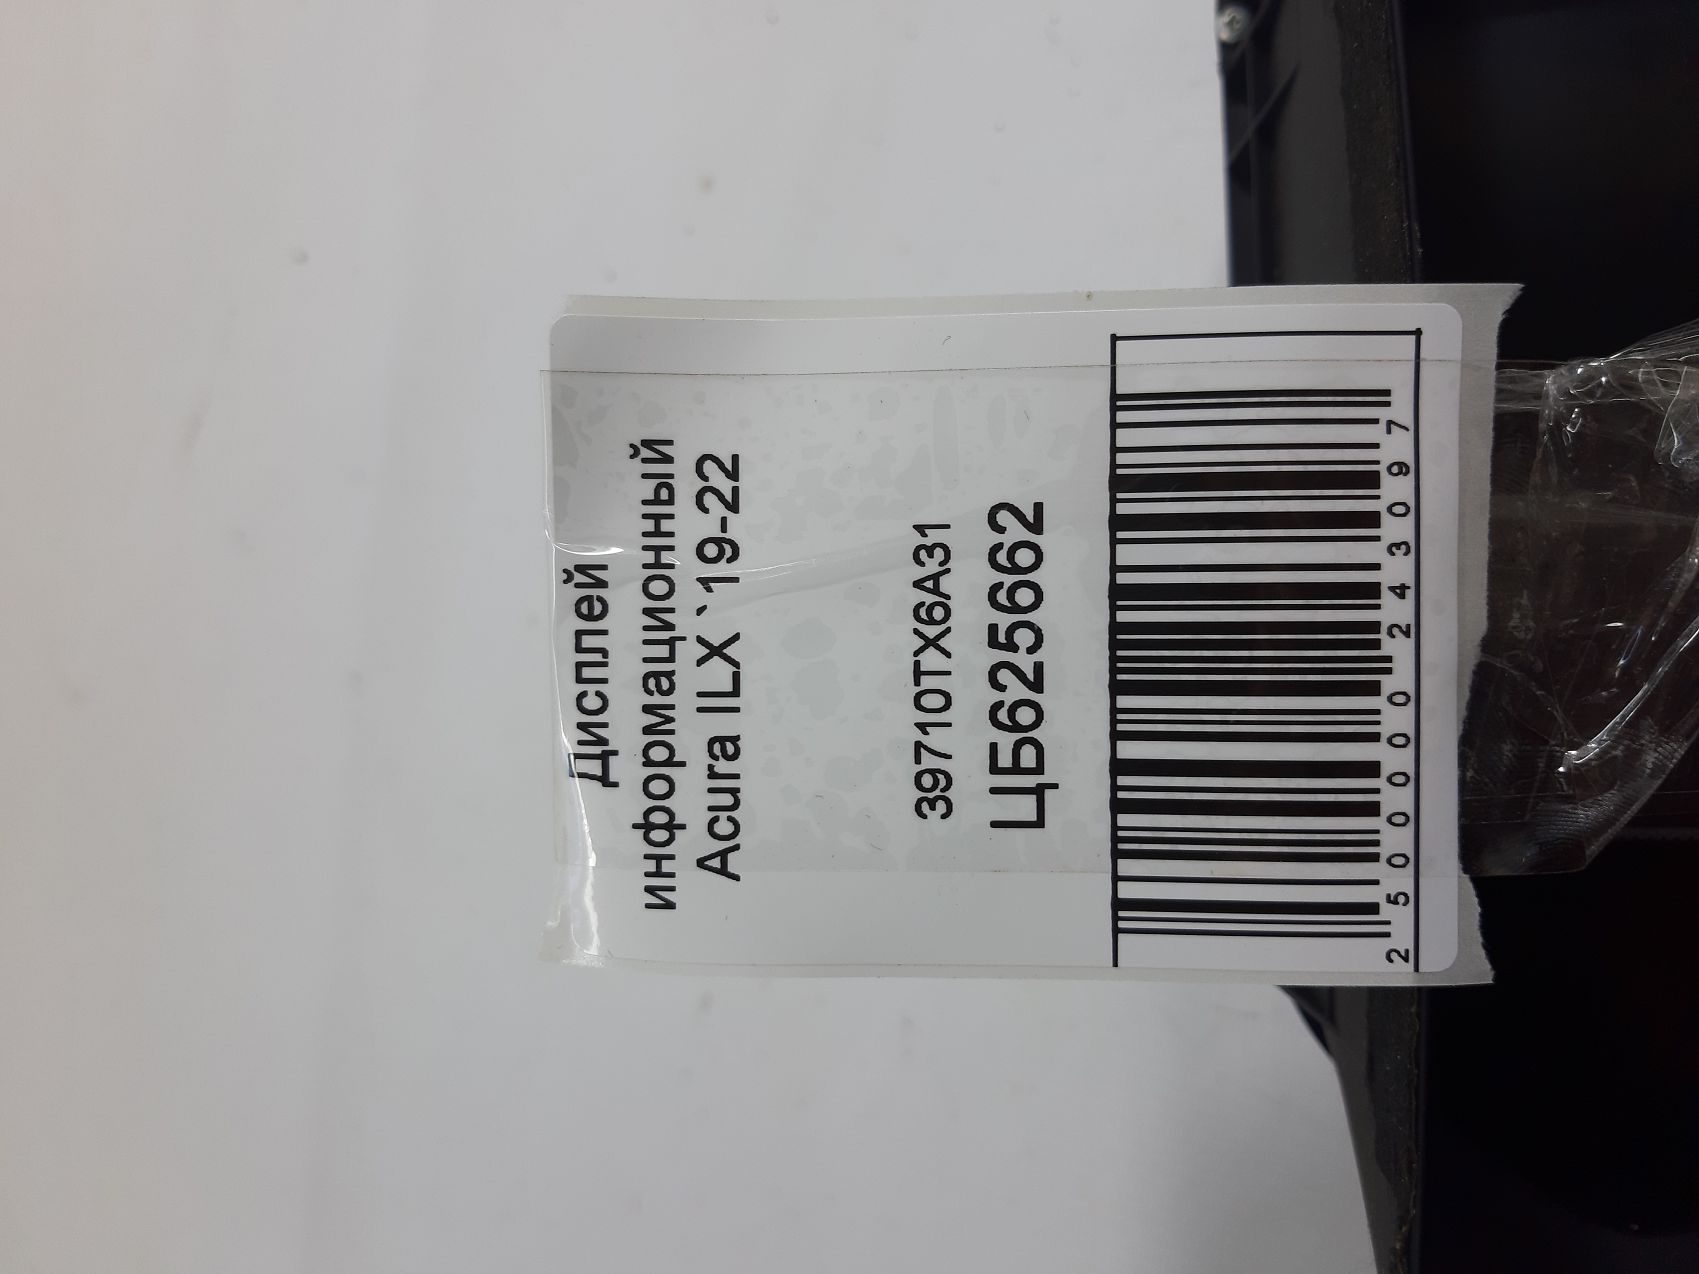 Дисплей
информационный
Acura ILX `19-22
39710TX6A31
ЦБ625662
2500000243097